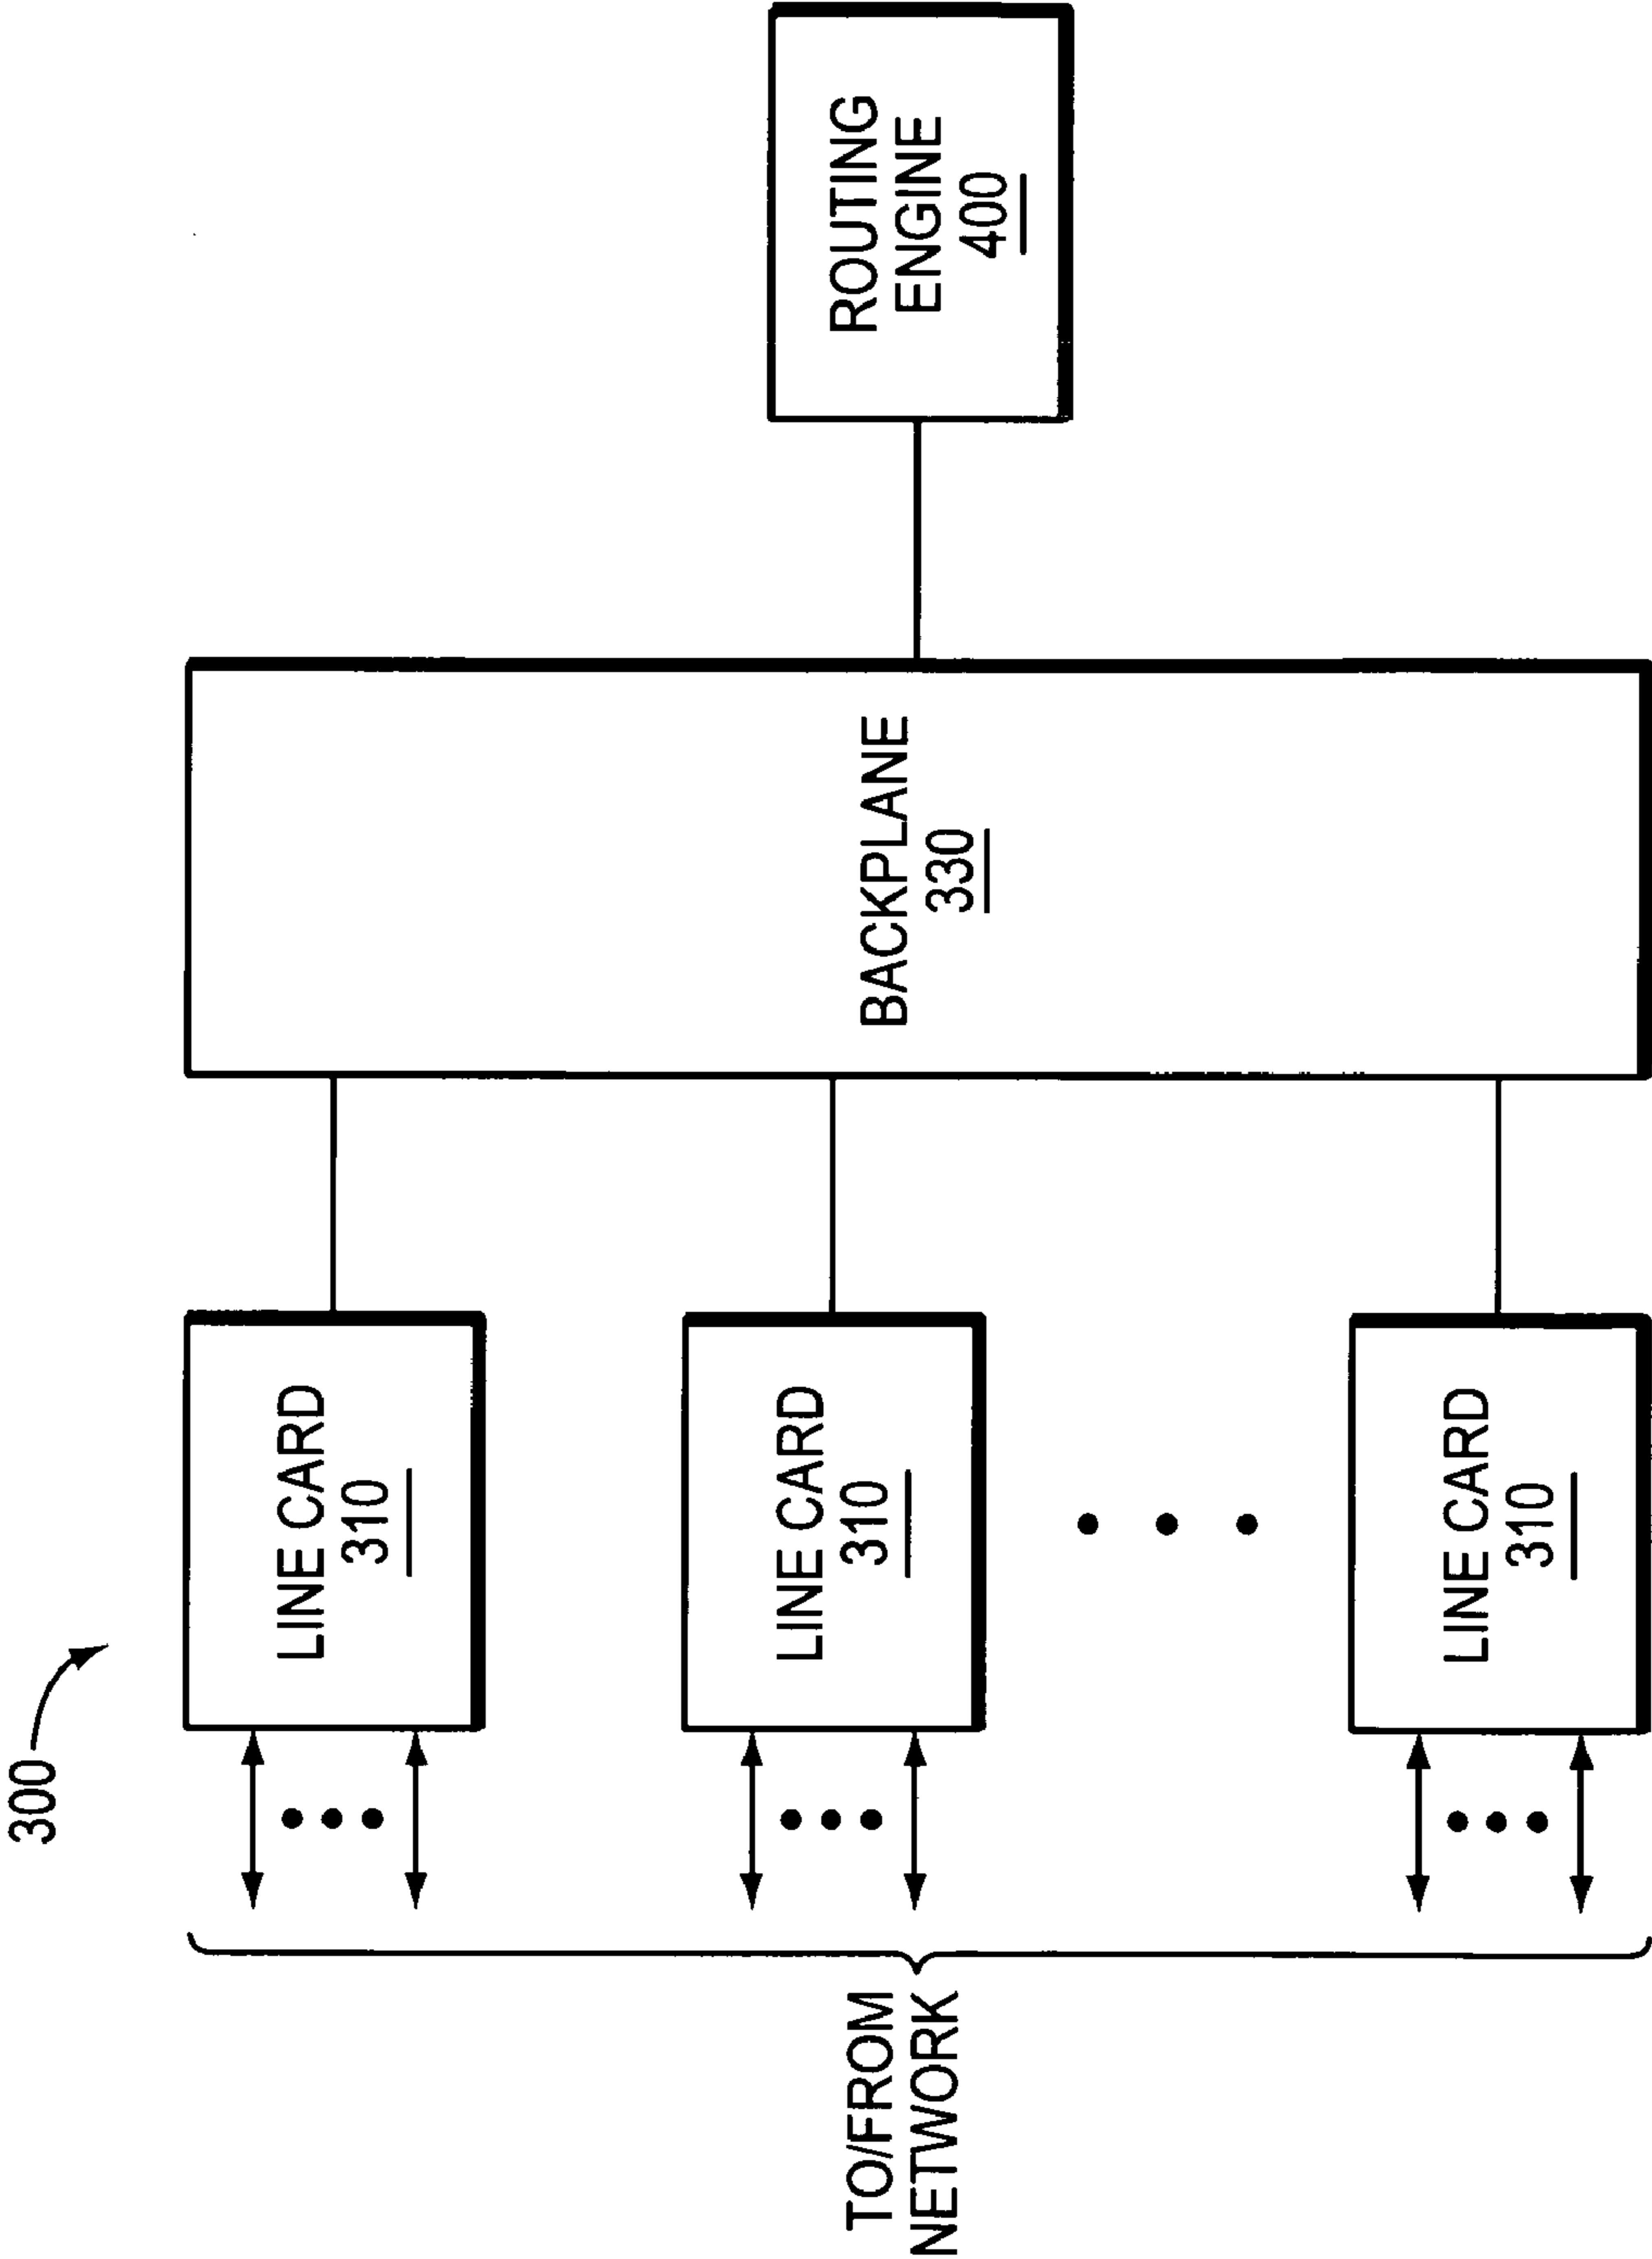 300
TO/FROM
NETWORK
LINE CARD
310
LINE CARD
310
LINE CARD
310
BACKPLANE
330
ROUTING
ENGINE
400